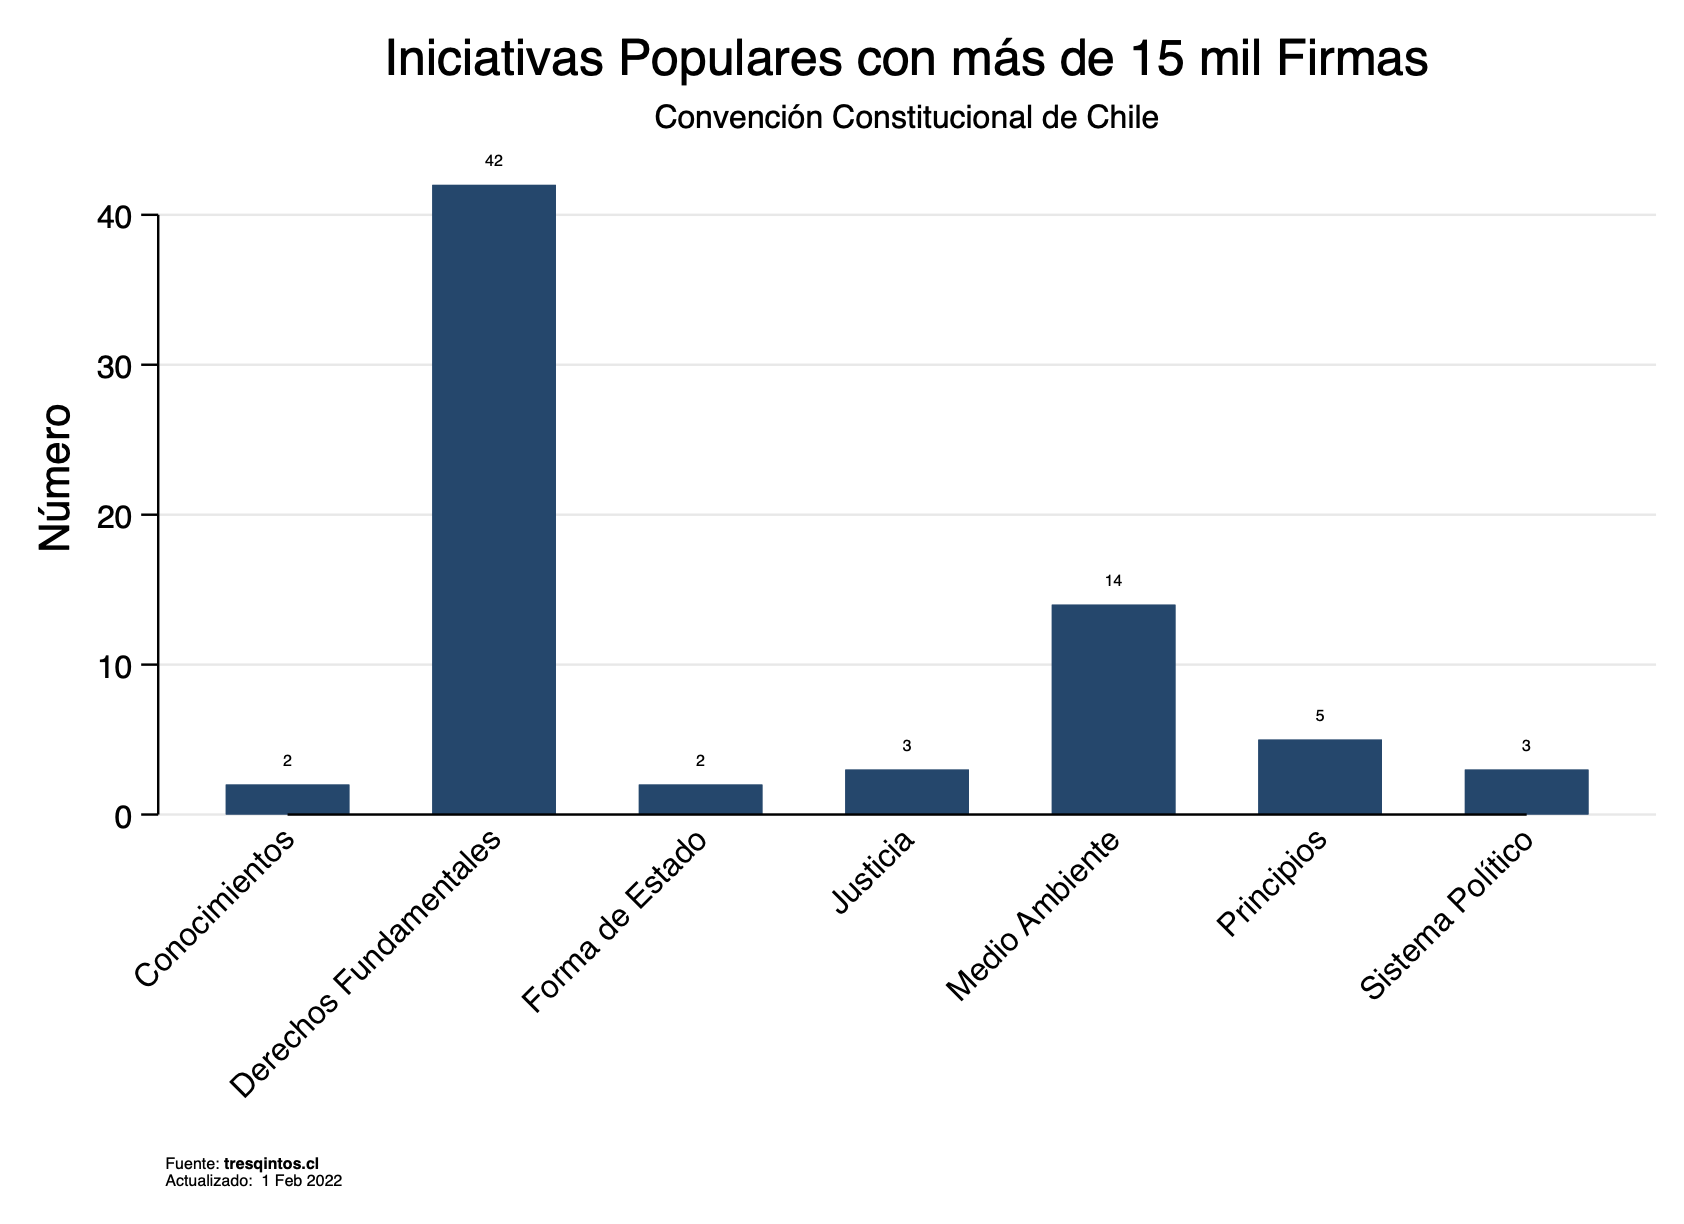 Iniciativas Populares con más de 15 mil Firmas
Convención Constitucional de Chile
Número
40
30
20
10
0
2
42
2
3
14
5
3
Conocimientos
Derechos Fundamentales
Forma de Estado
Justicia
Medio Ambiente
Principios
Sistema Político
Fuente: tresqintos.cl
Actualizado: 1 Feb 2022